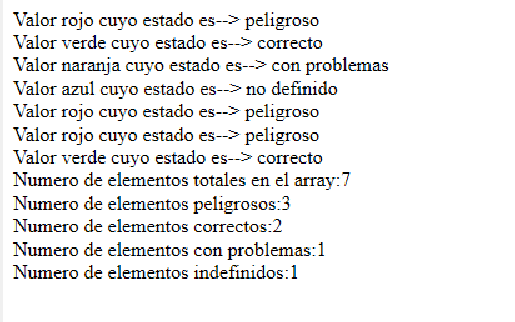 Valor rojo cuyo estado es--> peligroso
Valor verde cuyo estado es--> correcto
Valor naranja cuyo estado es--> con problemas
Valor azul cuyo estado es--> no definido
Valor rojo cuyo estado es--> peligroso
Valor rojo cuyo estado es--> peligroso
Valor verde cuyo estado es--> correcto
Numero de elementos totales en el array:7
Numero de elementos peligrosos:3
Numero de elementos correctos:2
Numero de elementos con problemas:1
Numero de elementos indefinidos:1